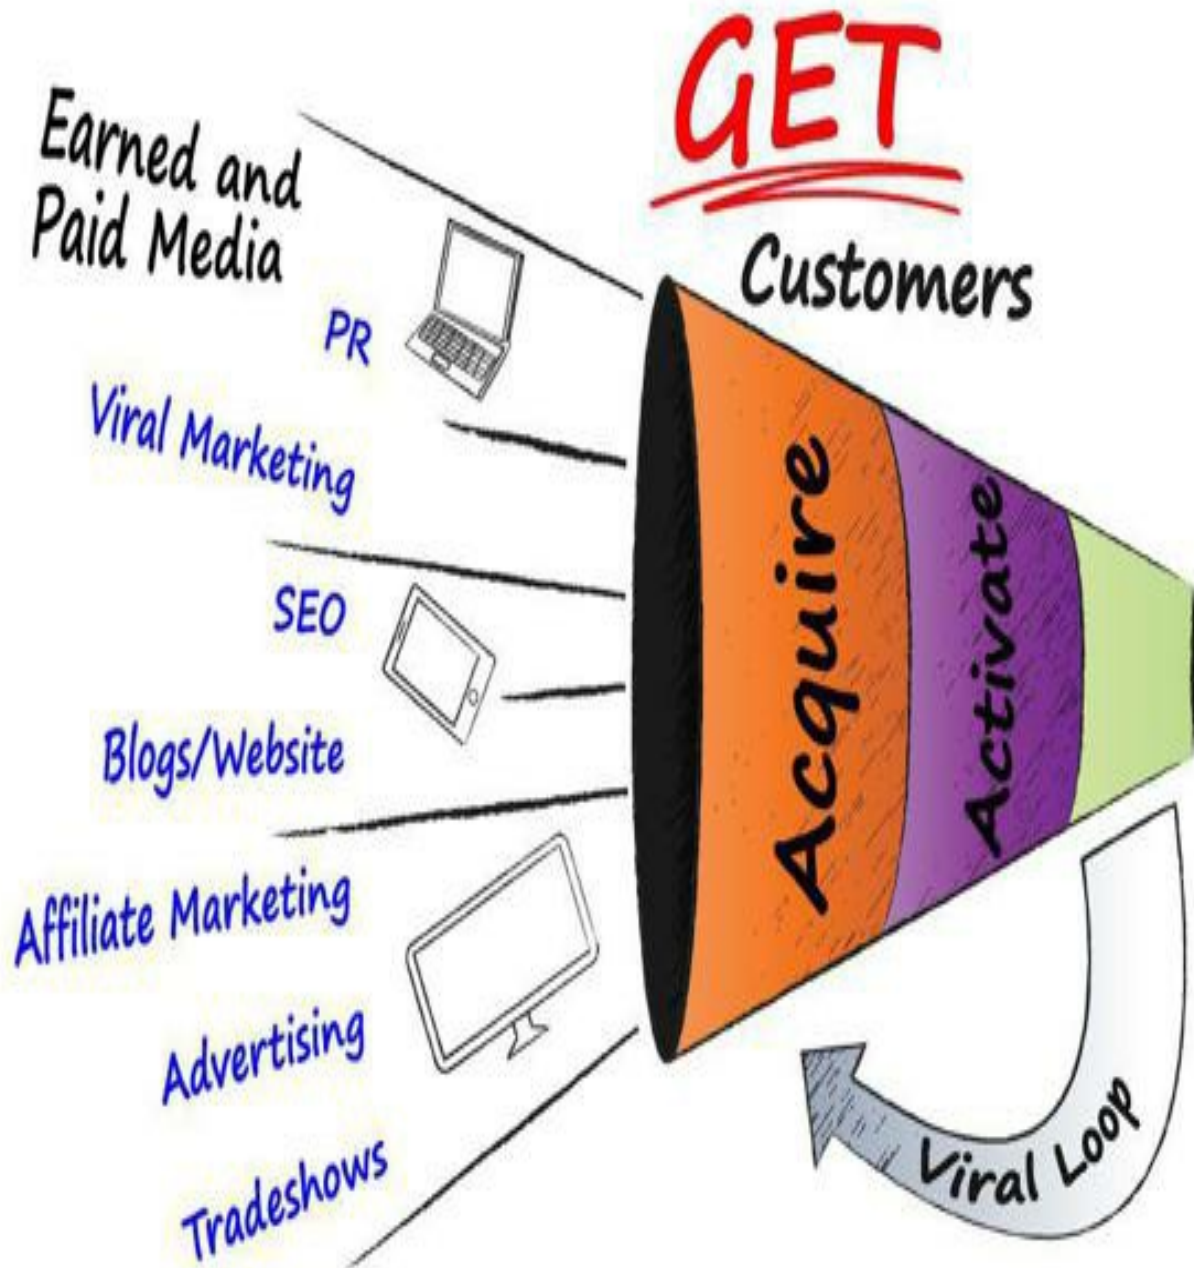 GET
Customers
Earned and
Paid Media
PR
Viral Marketing
SEO
Blogs/Website
Affiliate Marketing
Advertising
Tradeshows
Acquire
Activate
Viral Loop